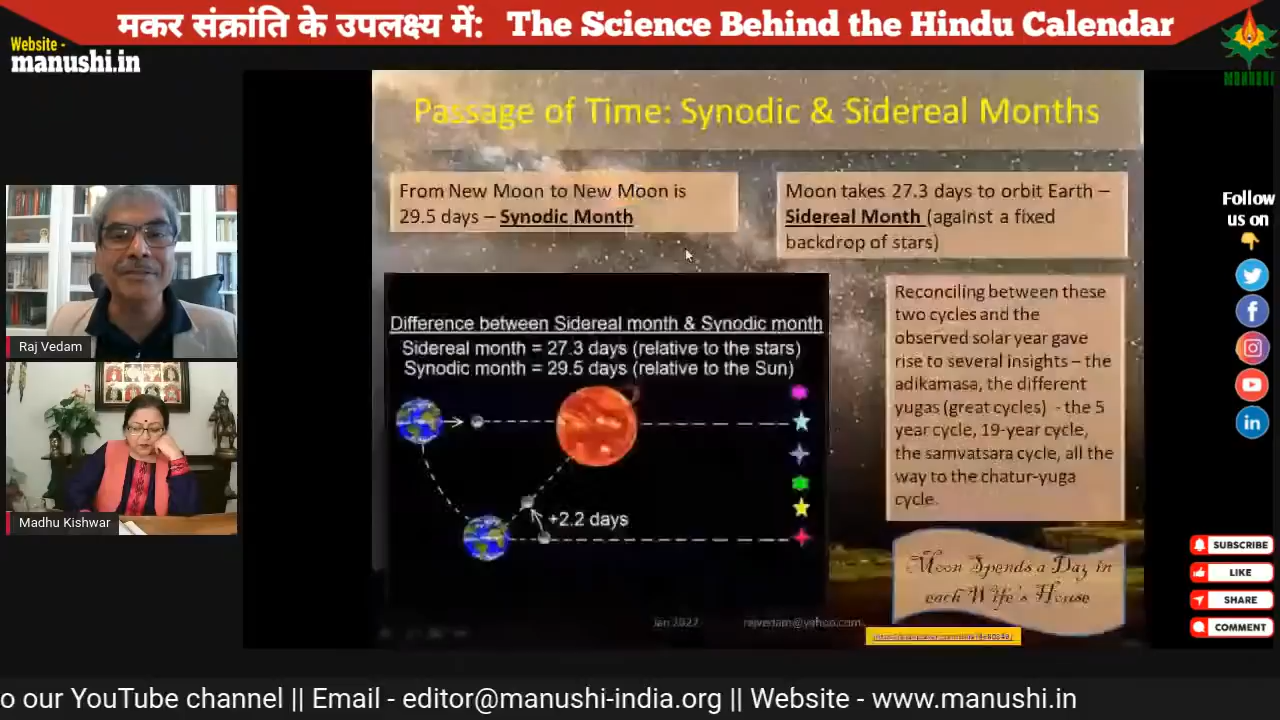 मकर संक्रांति के उपलक्ष्य में: The Science Behind the Hindu Calendar
Website -
manushi.in
MANUSHI
Passage of Time: Synodic & Sidereal Months
From New Moon to New Moon is
29.5 days – Synodic Month
Moon takes 27.3 days to orbit Earth –
Sidereal Month (against a fixed
backdrop of stars)
Difference between Sidereal month & Synodic month
Sidereal month = 27.3 days (relative to the stars)
Synodic month = 29.5 days (relative to the Sun)
+2.2 days
Reconciling between these
two cycles and the
observed solar year gave
rise to several insights – the
adikamasa, the different
yugas (great cycles) - the 5
year cycle, 19-year cycle,
the samvatsara cycle, all the
way to the chatur-yuga
cycle.
Moon Spends a Day in
each Wife's House
Jan 2022
rajvedam@yahoo.com
Raj Vedam
Madhu Kishwar
Follow
us on
SUBSCRIBE
LIKE
SHARE
COMMENT
o our YouTube channel || Email - editor@manushi-india.org || Website - www.manushi.in